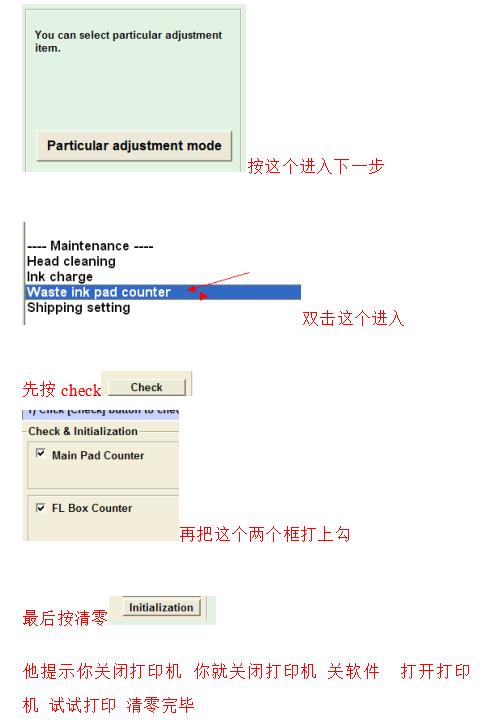 You can select particular adjustment
item.
Particular adjustment mode 按这个进入下一步
---- Maintenance ----
Head cleaning
Ink charge
Waste ink pad counter
Shipping setting 双击这个进入
先按 check Check
1) Click [Check] button to chec
Check & Initialization
Main Pad Counter
FL Box Counter
再把这个两个框打上勾
最后按清零 Initialization
他提示你关闭打印机 你就关闭打印机 关软件 打开打印
机 试试打印 清零完毕